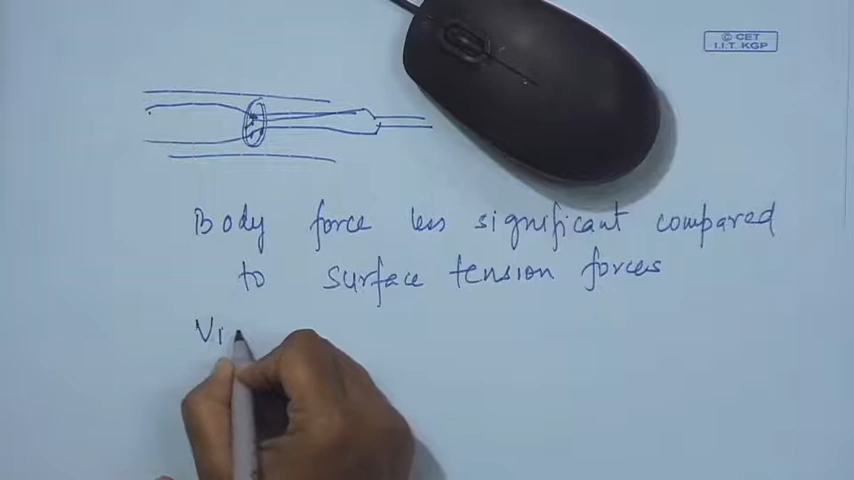 © CET
I.I.T. KGP
Body force less significant compared
to surface tension forces
Vi